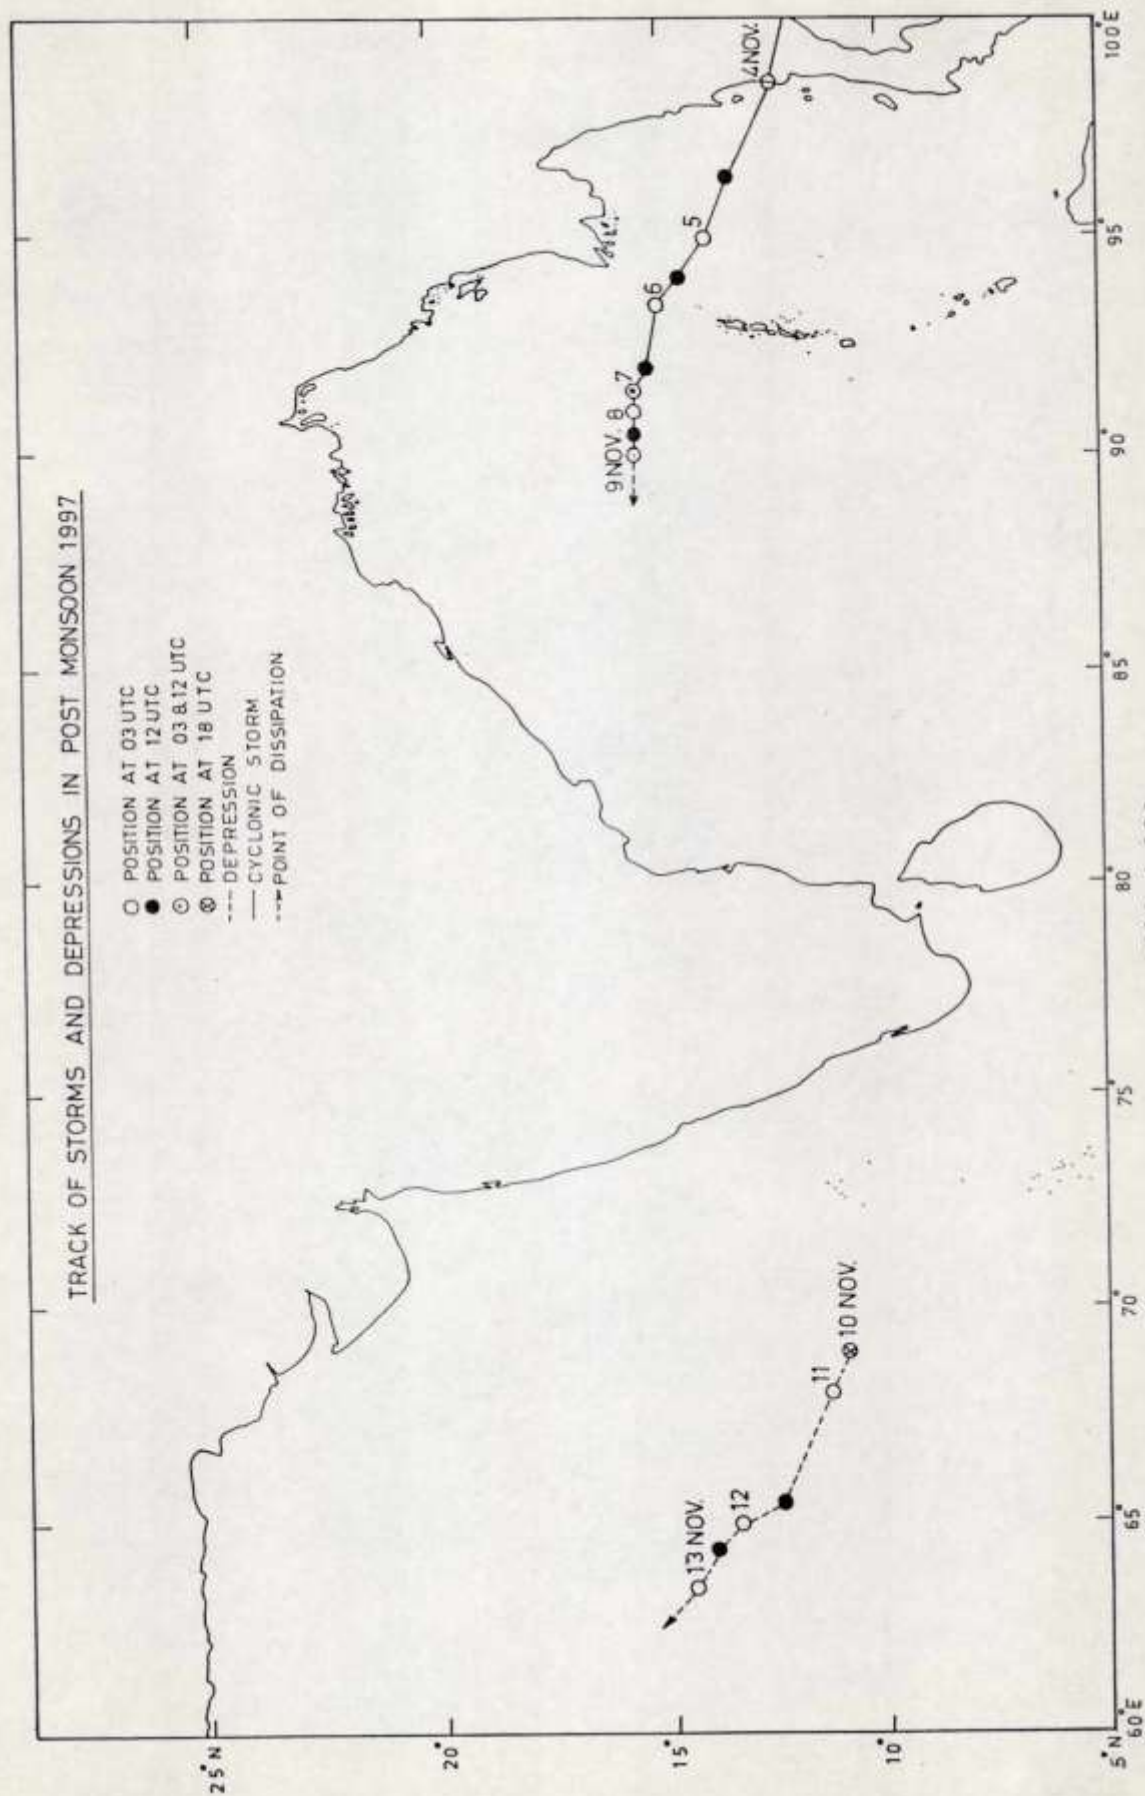 TRACK OF STORMS AND DEPRESSIONS IN POST MONSOON 1997
○ POSITION AT 03 UTC
● POSITION AT 12 UTC
⊙ POSITION AT 03 & 12 UTC
⊗ POSITION AT 18 UTC
--- DEPRESSION
— CYCLONIC STORM
--► POINT OF DISSIPATION
25°N
20°
15°
10°
5°N
60°E
65°
70°
75°
80°
85°
90°
95°
100°E
13 NOV.
12
11
10 NOV.
9 NOV.
8
7
6
5
4 NOV.